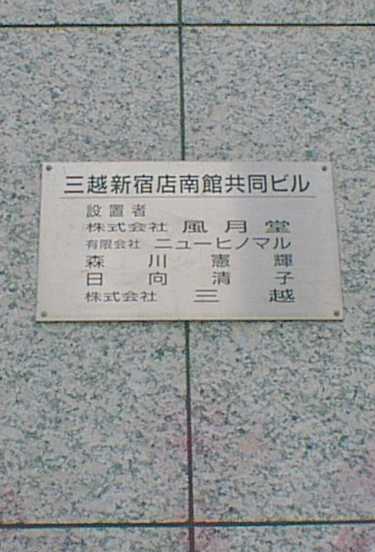 三越新宿店南館共同ビル
設置者
株式会社 風月堂
有限会社 ニューヒノマル
森川憲輝
日向清子
株式会社 三越